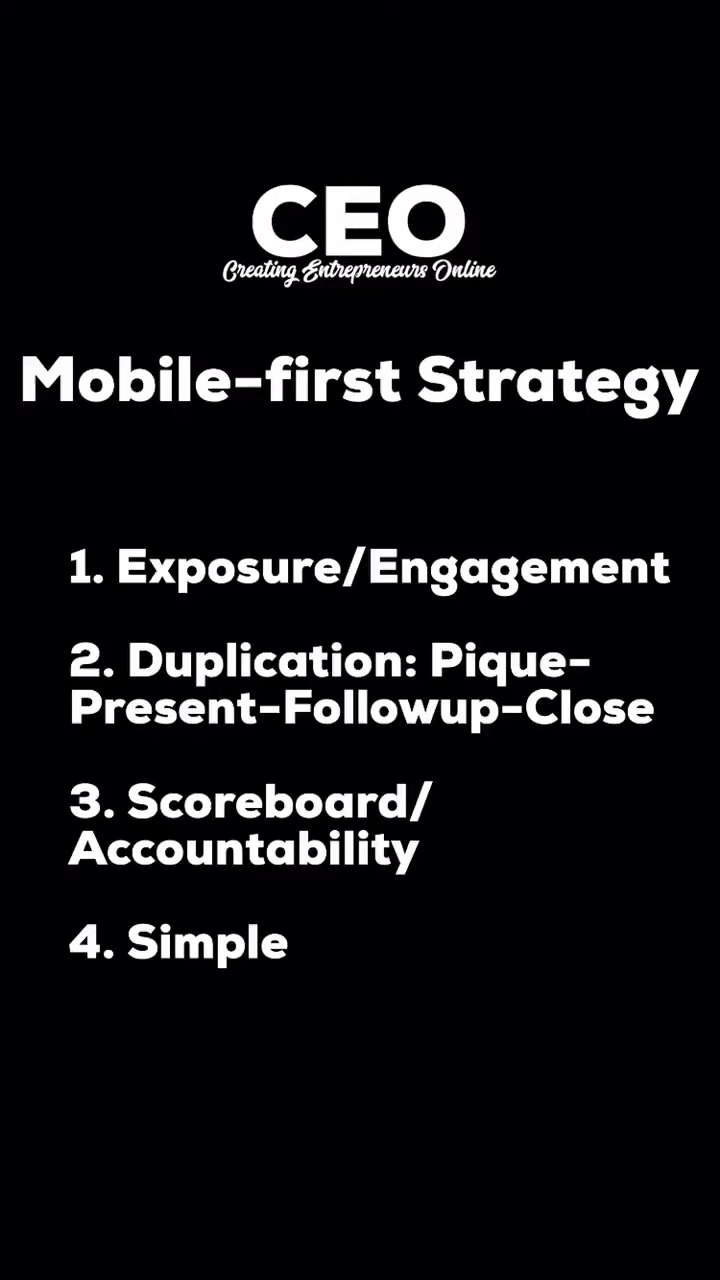 CEO
Creating Entrepreneurs Online
Mobile-first Strategy
1. Exposure/Engagement
2. Duplication: Pique-
Present-Followup-Close
3. Scoreboard/
Accountability
4. Simple